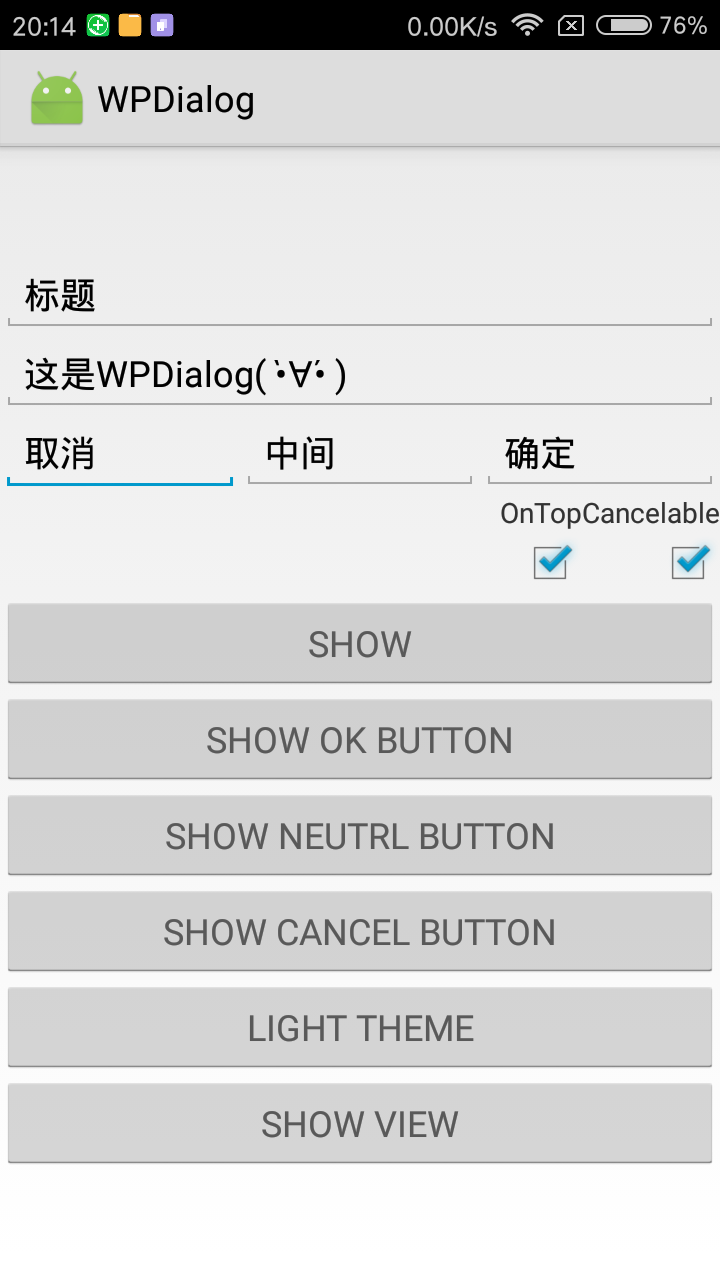 20:14 0.00K/s 76%
WPDialog
标题
这是WPDialog( •̀∀•́ )
取消 中间 确定
OnTopCancelable
SHOW
SHOW OK BUTTON
SHOW NEUTRL BUTTON
SHOW CANCEL BUTTON
LIGHT THEME
SHOW VIEW